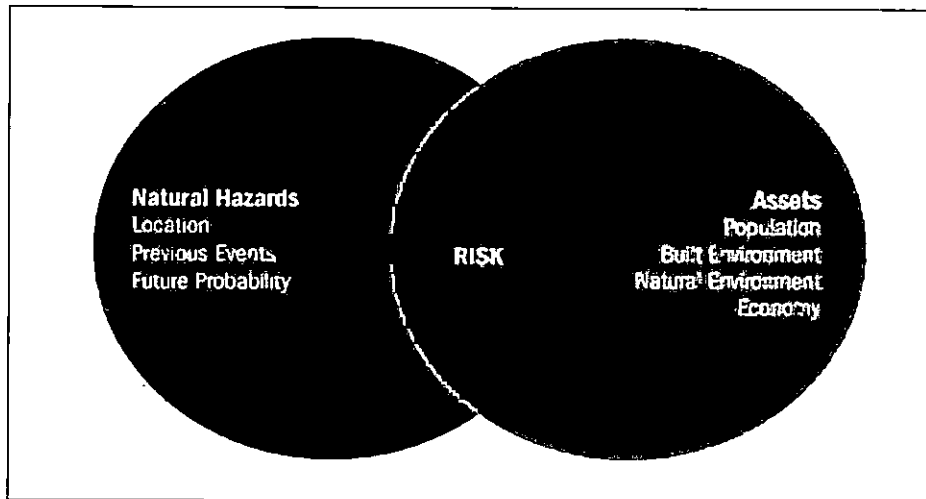 Natural Hazards
Location
Previous Events
Future Probability
RISK
Assets
Population
Built Environment
Natural Environment
Economy